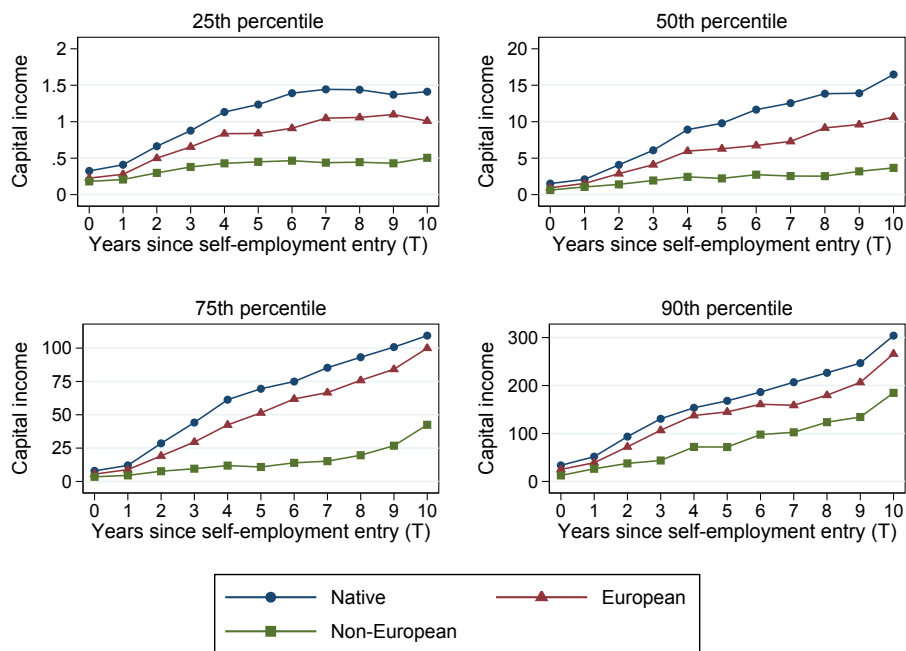 25th percentile
Capital income
2
1.5
1
.5
0
0 1 2 3 4 5 6 7 8 9 10
Years since self-employment entry (T)
50th percentile
Capital income
20
15
10
5
0
0 1 2 3 4 5 6 7 8 9 10
Years since self-employment entry (T)
75th percentile
Capital income
100
75
50
25
0
0 1 2 3 4 5 6 7 8 9 10
Years since self-employment entry (T)
90th percentile
Capital income
300
200
100
0
0 1 2 3 4 5 6 7 8 9 10
Years since self-employment entry (T)
Native European
Non-European